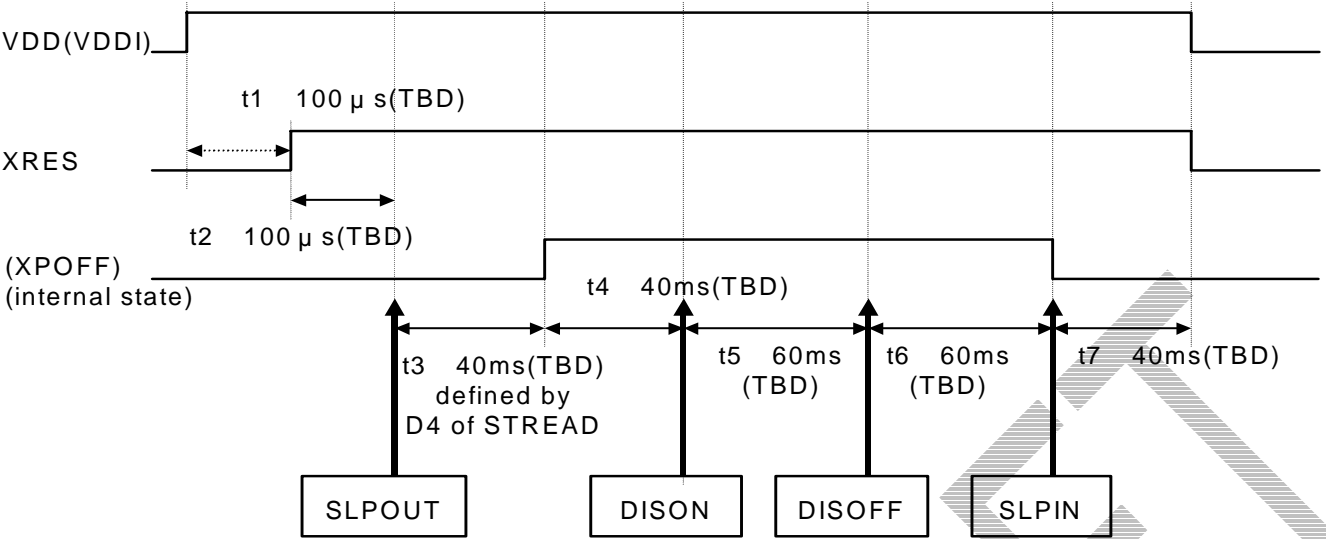 VDD(VDDI)
t1 100 μ s(TBD)
XRES
t2 100 μ s(TBD)
(XPOFF)
(internal state)
t4 40ms(TBD)
t3 40ms(TBD)
defined by
D4 of STREAD
t5 60ms
(TBD)
t6 60ms
(TBD)
t7 40ms(TBD)
SLPOUT
DISON
DISOFF
SLPIN